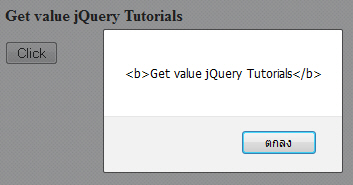 Get value jQuery Tutorials
Click
<b>Get value jQuery Tutorials</b>
ตกลง